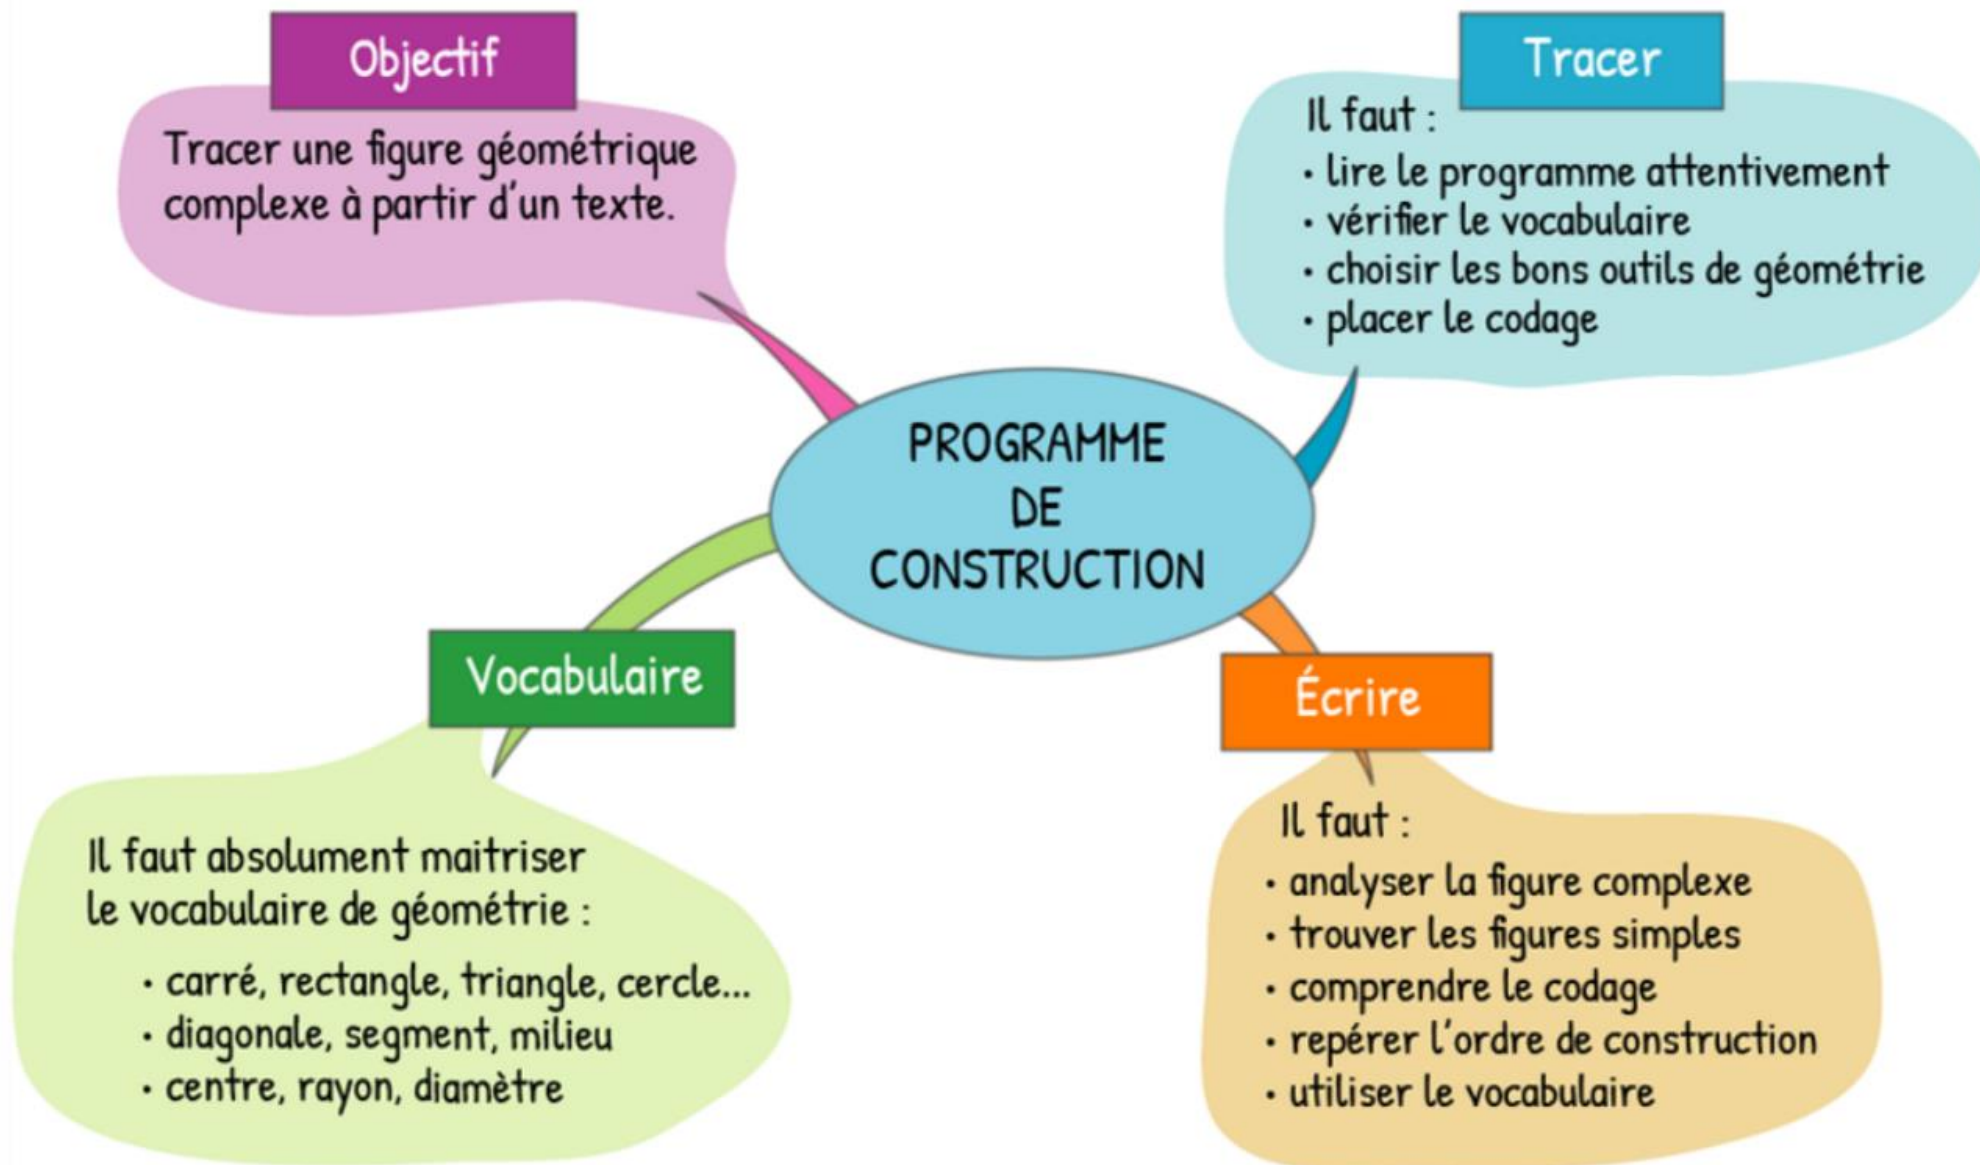 Objectif
Tracer une figure géométrique
complexe à partir d'un texte.
Tracer
Il faut :
• lire le programme attentivement
• vérifier le vocabulaire
• choisir les bons outils de géométrie
• placer le codage
PROGRAMME
DE
CONSTRUCTION
Vocabulaire
Il faut absolument maitriser
le vocabulaire de géométrie :
• carré, rectangle, triangle, cercle...
• diagonale, segment, milieu
• centre, rayon, diamètre
Écrire
Il faut :
• analyser la figure complexe
• trouver les figures simples
• comprendre le codage
• repérer l'ordre de construction
• utiliser le vocabulaire